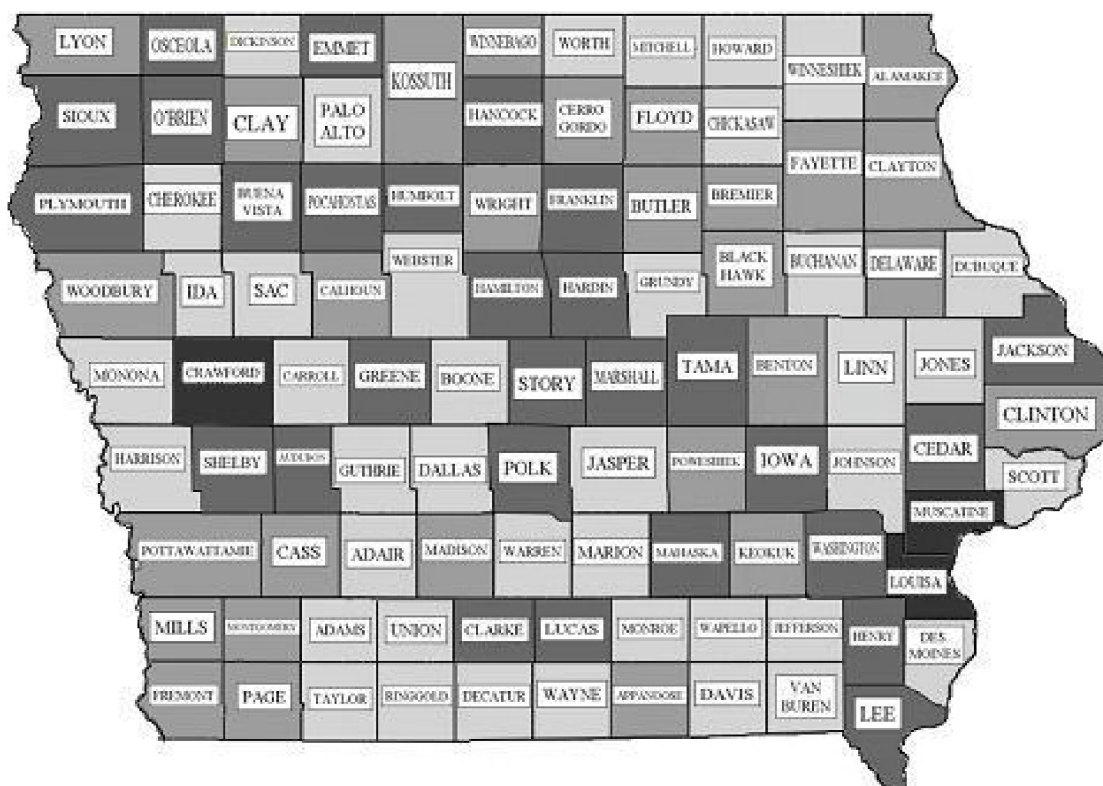 LYON
OSCEOLA
DICKINSON
EMMET
KOSSUTH
WINNEBAGO
WORTH
MITCHELL
HOWARD
WINNESHIEK
ALAMAKEE
SIOUX
O'BRIEN
CLAY
PALO
ALTO
HANCOCK
CERRO
GORDO
FLOYD
CHICKASAW
FAYETTE
CLAYTON
PLYMOUTH
CHEROKEE
BUENA
VISTA
POCAHOSTAS
HUMBOLT
WRIGHT
FRANKLIN
BUTLER
BREMIER
WOODBURY
IDA
SAC
CALHOUN
WEBSTER
HAMILTON
HARDIN
GRUNDY
BLACK
HAWK
BUCHANAN
DELAWARE
DUBUQUE
MONONA
CRAWFORD
CARROLL
GREENE
BOONE
STORY
MARSHALL
TAMA
BENTON
LINN
JONES
JACKSON
CLINTON
HARRISON
SHELBY
AUDUBON
GUTHRIE
DALLAS
POLK
JASPER
POWESHIEK
IOWA
JOHNSON
CEDAR
SCOTT
MUSCATINE
POTTAWATTAMIE
CASS
ADAIR
MADISON
WARREN
MARION
MAHASKA
KEOKUK
WASHINGTON
LOUISA
MILLS
MONTGOMERY
ADAMS
UNION
CLARKE
LUCAS
MONROE
WAPELLO
JEFFERSON
HENRY
DES
MOINES
FREMONT
PAGE
TAYLOR
RINGGOLD
DECATUR
WAYNE
APPANOOSE
DAVIS
VAN
BUREN
LEE